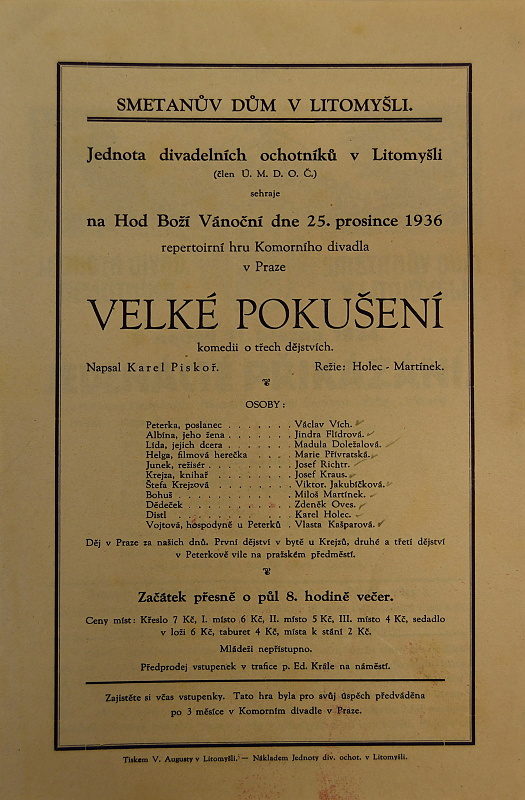 SMETANŮV DŮM V LITOMYŠLI.
Jednota divadelních ochotníků v Litomyšli
(člen Ú. M. D. O. Č.)
sehraje
na Hod Boží Vánoční dne 25. prosince 1936
repertoirní hru Komorního divadla
v Praze
VELKÉ POKUŠENÍ
komedii o třech dějstvích.
Napsal Karel Piskoř. Režie: Holec - Martínek.
OSOBY:
Peterka, poslanec . . . . . . . Václav Vích.
Albína, jeho žena . . . . . . . Jindra Flídrová.
Lída, jejich dcera . . . . . . . Madula Doležalová.
Helga, filmová herečka . . . . Marie Přívratská.
Junek, režisér . . . . . . . . . Josef Richtr.
Krejza, knihař . . . . . . . . . Josef Kraus.
Štefa Krejzová . . . . . . . . . Viktor. Jakubíčková.
Bohuš . . . . . . . . . . . . Miloš Martínek.
Dědeček . . . . . . . . . . . Zdeněk Oves.
Distl . . . . . . . . . . . . Karel Holec.
Vojtová, hospodyně u Peterků . Vlasta Kašparová.
Děj v Praze za našich dnů. První dějství v bytě u Krejzů, druhé a třetí dějství
v Peterkově vile na pražském předměstí.
Začátek přesně o půl 8. hodině večer.
Ceny míst: Křeslo 7 Kč, I. místo 6 Kč, II. místo 5 Kč, III. místo 4 Kč, sedadlo
v loži 6 Kč, taburet 4 Kč, místa k stání 2 Kč.
Mládeži nepřístupno.
Předprodej vstupenek v trafice p. Ed. Krále na náměstí.
Zajistěte si včas vstupenky. Tato hra byla pro svůj úspěch předváděna
po 3 měsíce v Komorním divadle v Praze.
Tiskem V. Augusty v Litomyšli. — Nákladem Jednoty div. ochot. v Litomyšli.